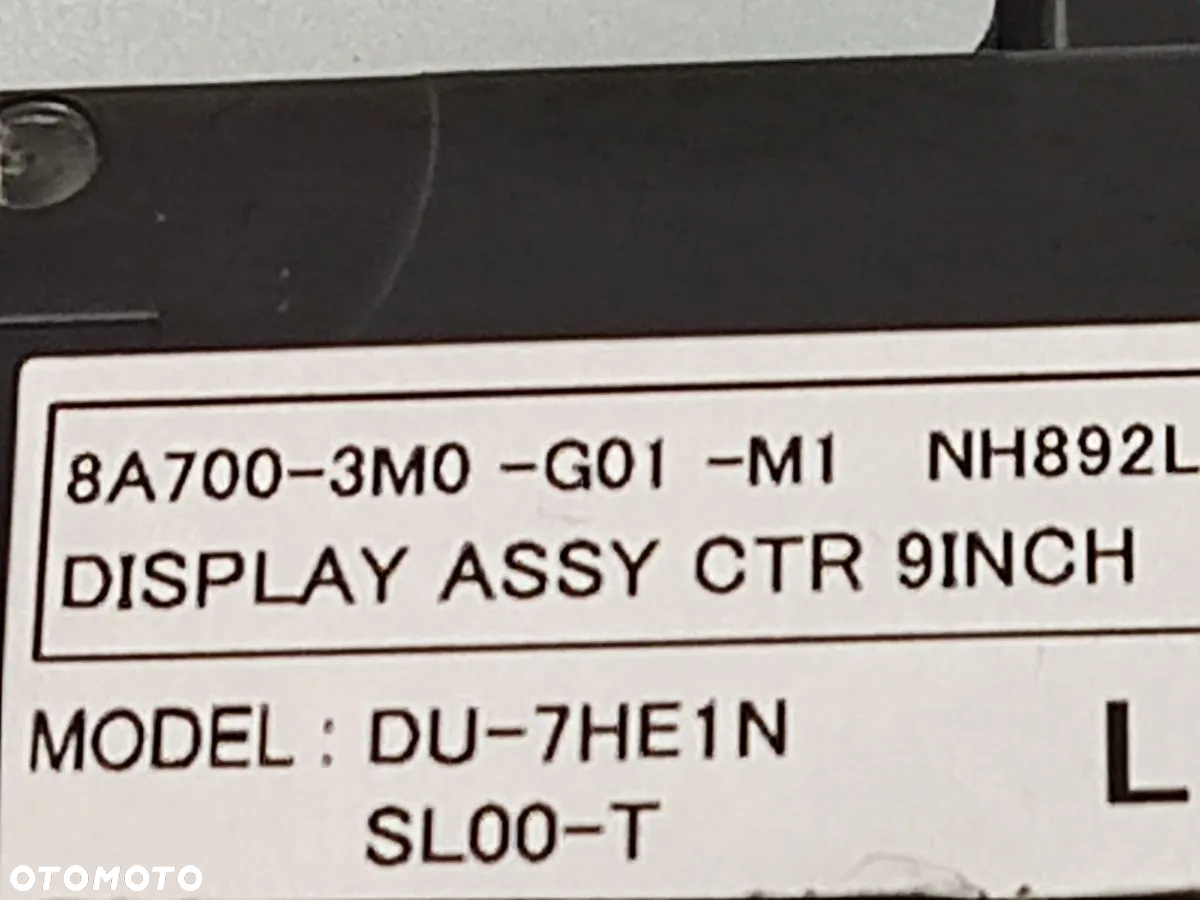 8A700-3M0 -G01 -M1 NH892L
DISPLAY ASSY CTR 9INCH
MODEL : DU-7HE1N
L
SL00-T
OTOMOTO